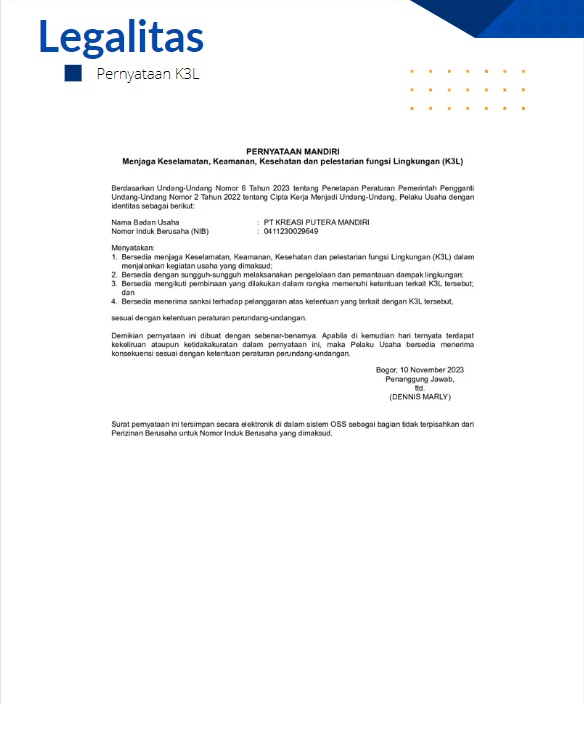 Legalitas
Pernyataan K3L
PERNYATAAN MANDIRI
Menjaga Keselamatan, Keamanan, Kesehatan dan pelestarian fungsi Lingkungan (K3L)
Berdasarkan Undang-Undang Nomor 6 Tahun 2023 tentang Penetapan Peraturan Pemerintah Pengganti
Undang-Undang Nomor 2 Tahun 2022 tentang Cipta Kerja Menjadi Undang-Undang, Pelaku Usaha dengan
identitas sebagai berikut:
Nama Badan Usaha : PT KREASI PUTERA MANDIRI
Nomor Induk Berusaha (NIB) : 0411230029649
Menyatakan:
1. Bersedia menjaga Keselamatan, Keamanan, Kesehatan dan pelestarian fungsi Lingkungan (K3L) dalam
menjalankan kegiatan usaha yang dimaksud;
2. Bersedia dengan sungguh-sungguh melaksanakan pengelolaan dan pemantauan dampak lingkungan;
3. Bersedia mengikuti pembinaan yang dilakukan dalam rangka memenuhi ketentuan terkait K3L tersebut;
dan
4. Bersedia menerima sanksi terhadap pelanggaran atas ketentuan yang terkait dengan K3L tersebut,
sesuai dengan ketentuan peraturan perundang-undangan.
Demikian pernyataan ini dibuat dengan sebenar-benarnya. Apabila di kemudian hari ternyata terdapat
kekeliruan ataupun ketidakakuratan dalam pernyataan ini, maka Pelaku Usaha bersedia menerima
konsekuensi sesuai dengan ketentuan peraturan perundang-undangan.
Bogor, 10 November 2023
Penanggung Jawab,
ttd.
(DENNIS MARLY)
Surat pernyataan ini tersimpan secara elektronik di dalam sistem OSS sebagai bagian tidak terpisahkan dari
Perizinan Berusaha untuk Nomor Induk Berusaha yang dimaksud.